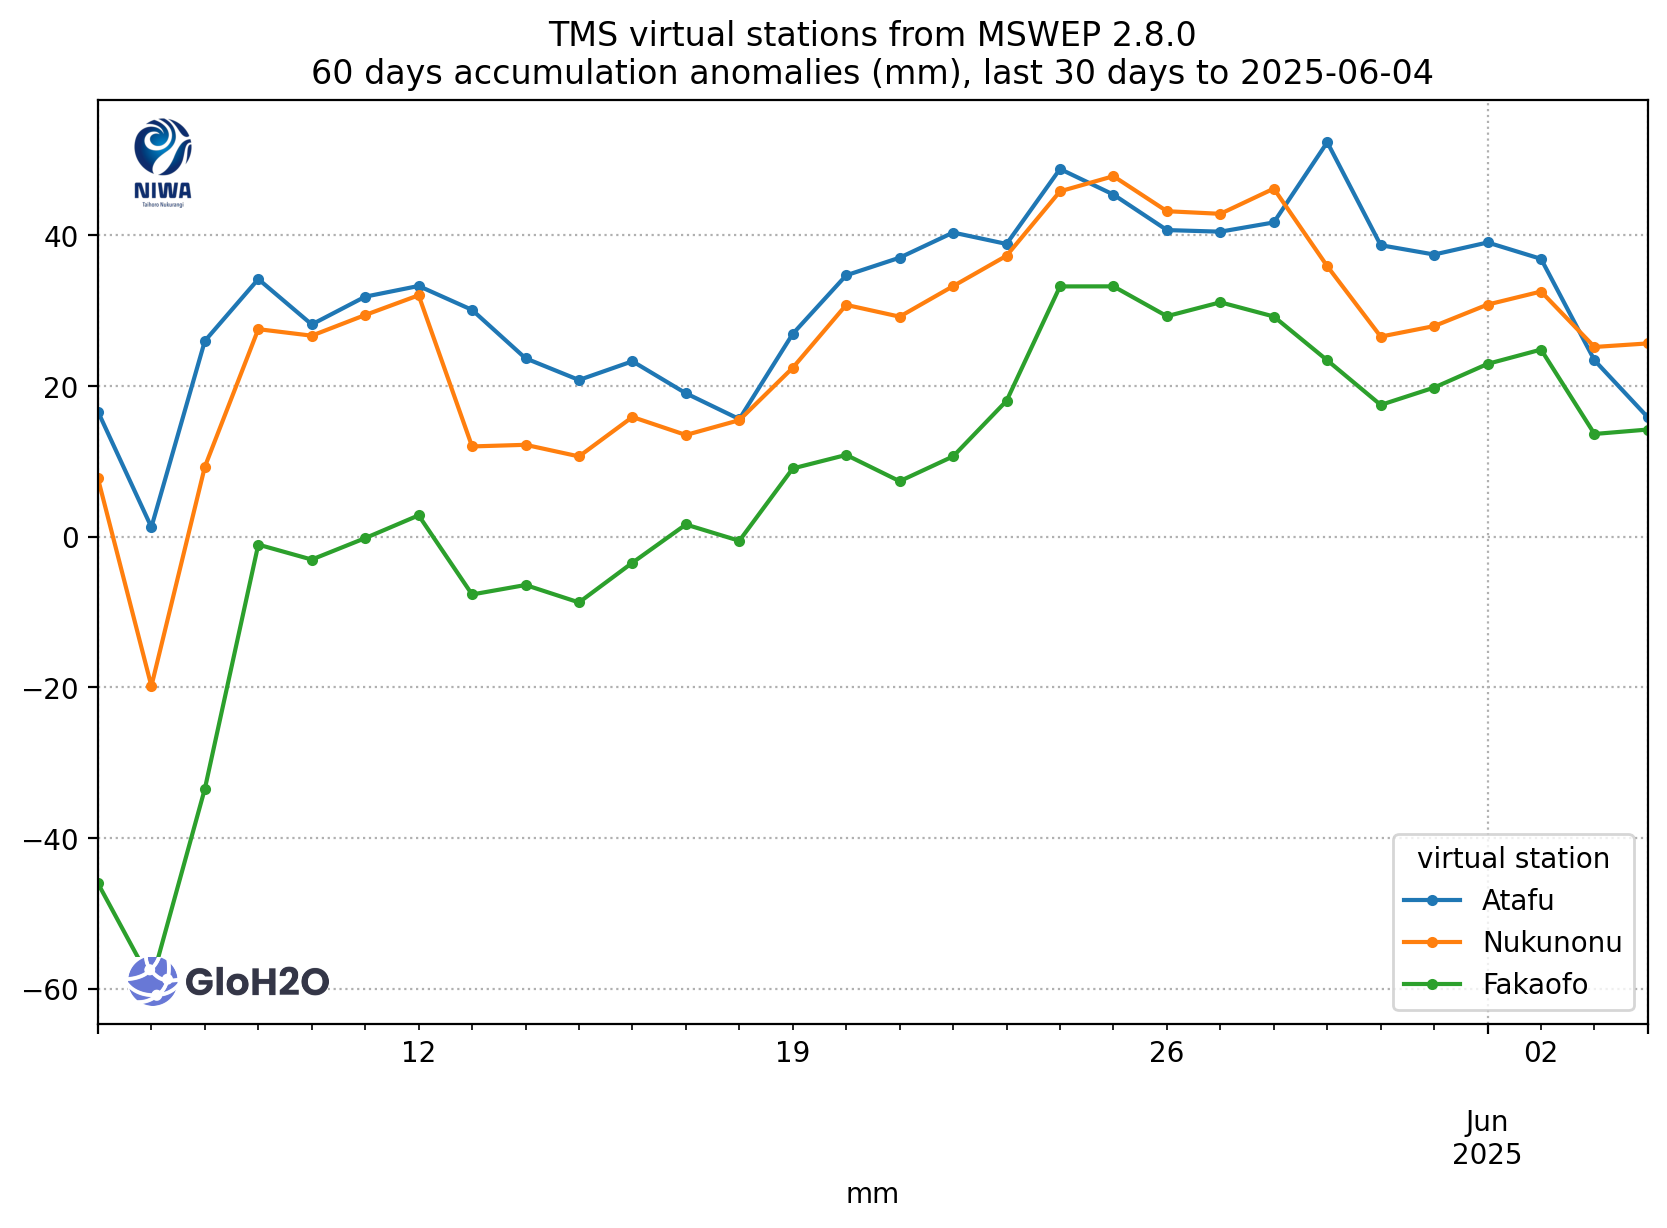 TMS virtual stations from MSWEP 2.8.0
60 days accumulation anomalies (mm), last 30 days to 2025-06-04
NIWA
Taihoro Nukurangi
40
20
0
−20
−40
−60
GloH2O
virtual station
Atafu
Nukunonu
Fakaofo
12 19 26 02
Jun
2025
mm